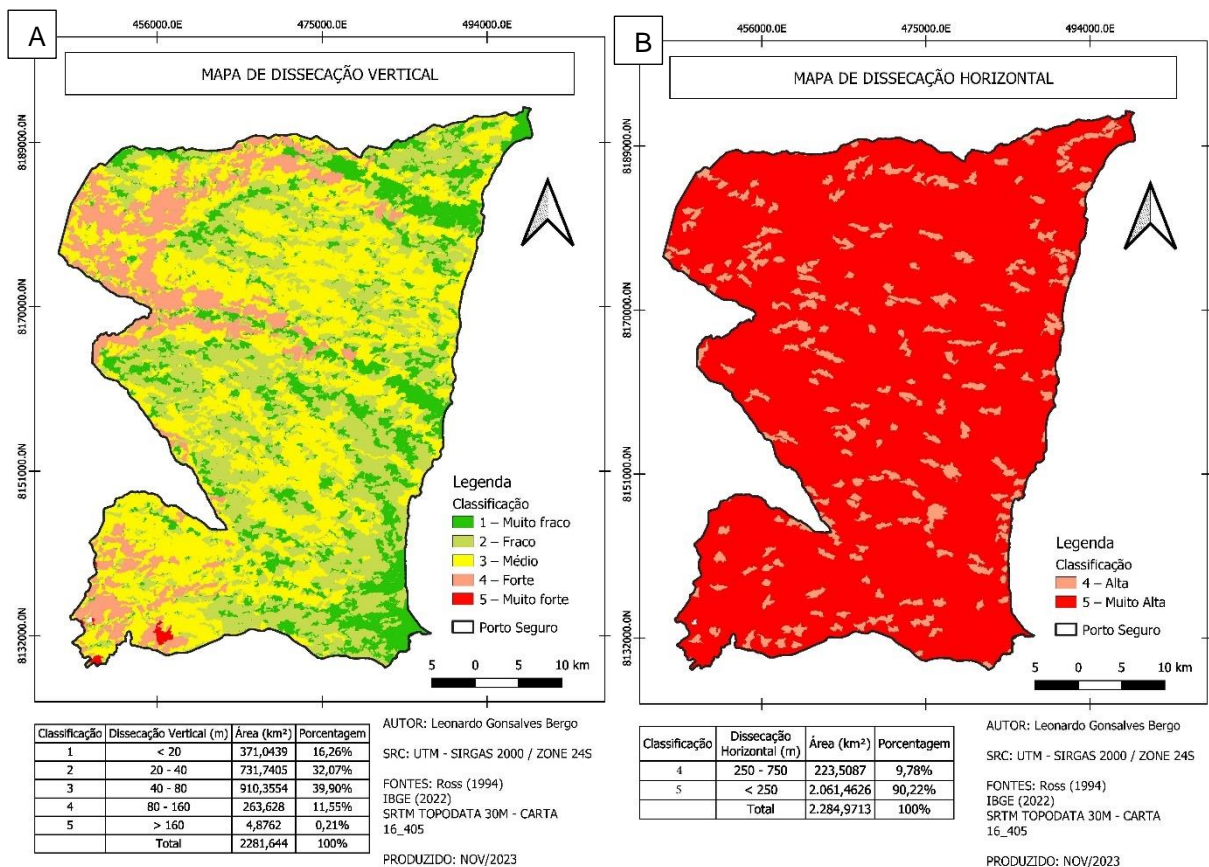 A
456000.0E 475000.0E 494000.0E
MAPA DE DISSECAÇÃO VERTICAL
8189000.0N
8170000.0N
8151000.0N
8132000.0N
Legenda
Classificação
1 – Muito fraco
2 – Fraco
3 – Médio
4 – Forte
5 – Muito forte
Porto Seguro
5 0 5 10 km
Classificação Dissecação Vertical (m) Área (km²) Porcentagem
1 < 20 371,0439 16,26%
2 20 - 40 731,7405 32,07%
3 40 - 80 910,3554 39,90%
4 80 - 160 263,628 11,55%
5 > 160 4,8762 0,21%
Total 2281,644 100%
AUTOR: Leonardo Gonsalves Bergo
SRC: UTM - SIRGAS 2000 / ZONE 24S
FONTES: Ross (1994)
IBGE (2022)
SRTM TOPODATA 30M - CARTA
16_405
PRODUZIDO: NOV/2023
B
456000.0E 475000.0E 494000.0E
MAPA DE DISSECAÇÃO HORIZONTAL
8189000.0N
8170000.0N
8151000.0N
8132000.0N
Legenda
Classificação
4 – Alta
5 – Muito Alta
Porto Seguro
5 0 5 10 km
Classificação Dissecação Horizontal (m) Área (km²) Porcentagem
4 250 - 750 223,5087 9,78%
5 < 250 2.061,4626 90,22%
Total 2.284,9713 100%
AUTOR: Leonardo Gonsalves Bergo
SRC: UTM - SIRGAS 2000 / ZONE 24S
FONTES: Ross (1994)
IBGE (2022)
SRTM TOPODATA 30M - CARTA
16_405
PRODUZIDO: NOV/2023